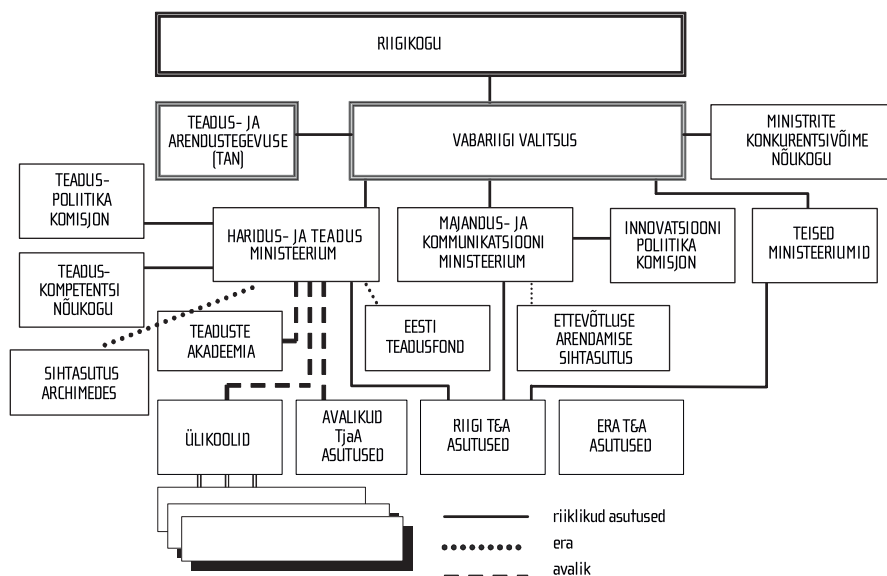 RIIGIKOGU
TEADUS- JA
ARENDUSTEGEVUSE
(TAN)
VABARIIGI VALITSUS
MINISTRITE
KONKURENTSIVÕIME
NÕUKOGU
TEADUS-
POLIITIKA
KOMISJON
HARIDUS- JA TEADUS
MINISTEERIUM
MAJANDUS- JA
KOMMUNIKATSIOONI
MINISTEERIUM
INNOVATSIOONI
POLIITIKA
KOMISJON
TEISED
MINISTEERIUMID
TEADUS-
KOMPETENTSI
NÕUKOGU
TEADUSTE
AKADEEMIA
EESTI
TEADUSFOND
ETTEVÕTLUSE
ARENDAMISE
SIHTASUTUS
SIHTASUTUS
ARCHIMEDES
ÜLIKOOLID
AVALIKUD
TjaA
ASUTUSED
RIIGI T&A
ASUTUSED
ERA T&A
ASUTUSED
riiklikud asutused
era
avalik